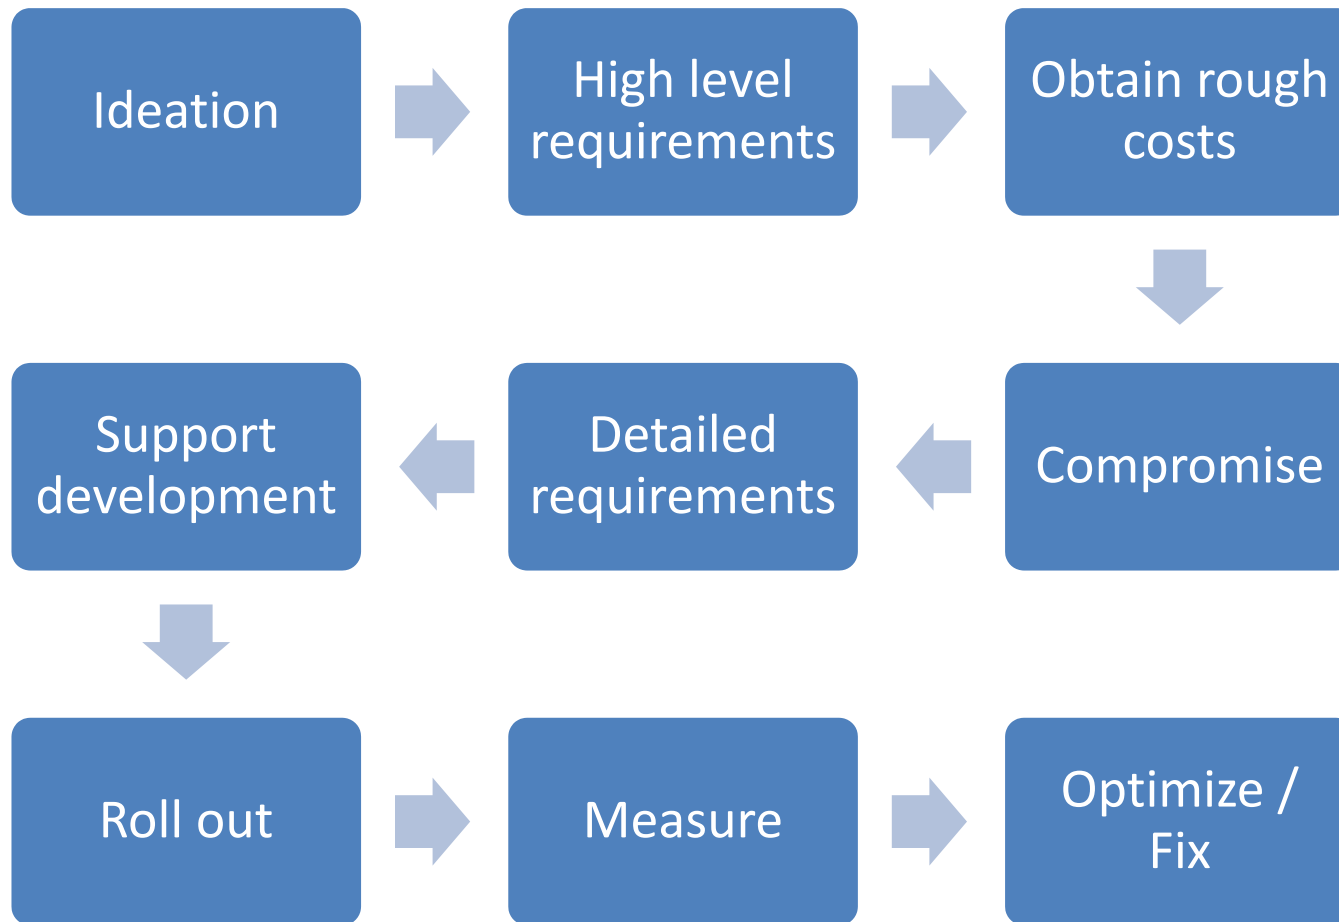 Ideation
High level
requirements
Obtain rough
costs
Support
development
Detailed
requirements
Compromise
Roll out
Measure
Optimize /
Fix